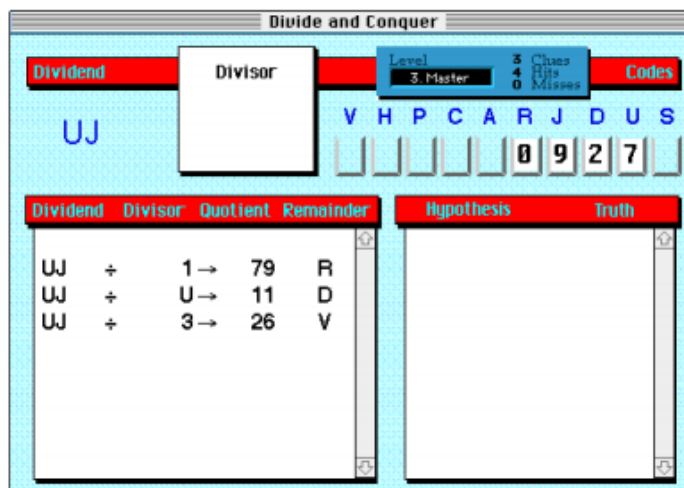 Divide and Conquer
Dividend Divisor Level 3 Clues Codes
3. Master 4 Hits
0 Misses
UJ V H P C A R J D U S
0 9 2 7
Dividend Divisor Quotient Remainder Hypothesis Truth
UJ ÷ 1→ 79 R
UJ ÷ U→ 11 D
UJ ÷ 3→ 26 V